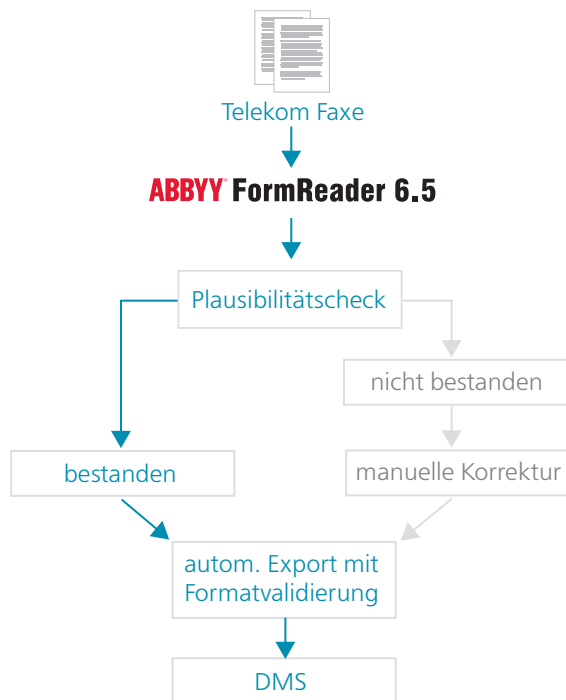 Telekom Faxe
ABBYY® FormReader 6.5
Plausibilitätscheck
nicht bestanden
bestanden
manuelle Korrektur
autom. Export mit
Formatvalidierung
DMS